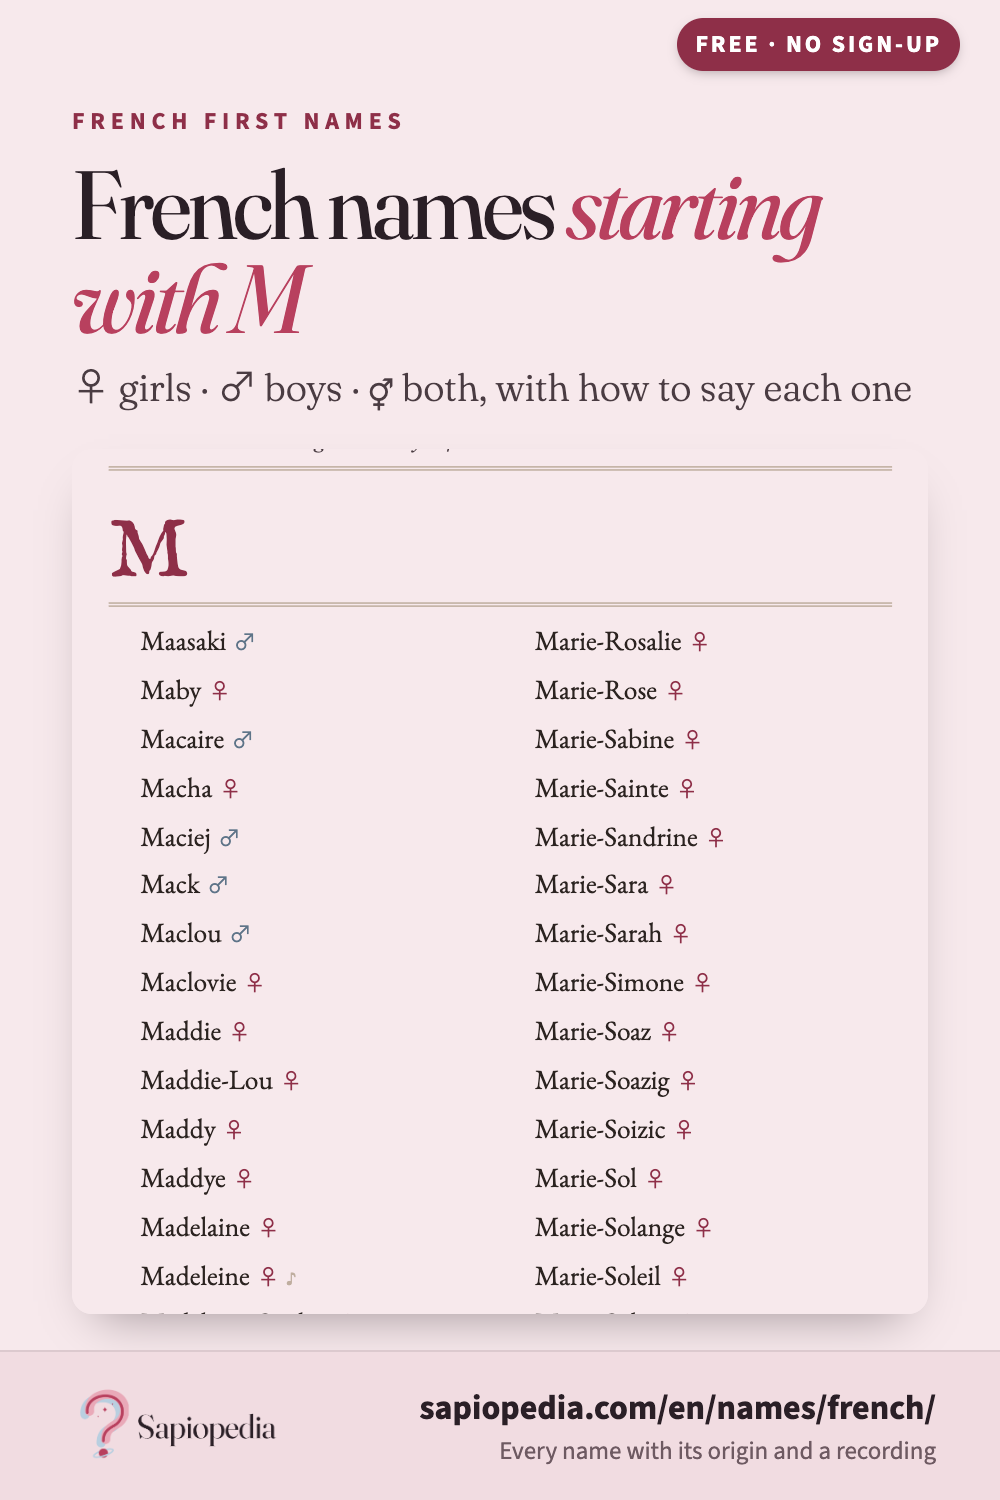 FREE · NO SIGN-UP
FRENCH FIRST NAMES
French names starting
with M
♀ girls · ♂ boys · ⚥ both, with how to say each one
M
Maasaki ♂
Maby ♀
Macaire ♂
Macha ♀
Maciej ♂
Mack ♂
Maclou ♂
Maclovie ♀
Maddie ♀
Maddie-Lou ♀
Maddy ♀
Maddye ♀
Madelaine ♀
Madeleine ♀ ♪
Marie-Rosalie ♀
Marie-Rose ♀
Marie-Sabine ♀
Marie-Sainte ♀
Marie-Sandrine ♀
Marie-Sara ♀
Marie-Sarah ♀
Marie-Simone ♀
Marie-Soaz ♀
Marie-Soazig ♀
Marie-Soizic ♀
Marie-Sol ♀
Marie-Solange ♀
Marie-Soleil ♀
Sapiopedia
sapiopedia.com/en/names/french/
Every name with its origin and a recording